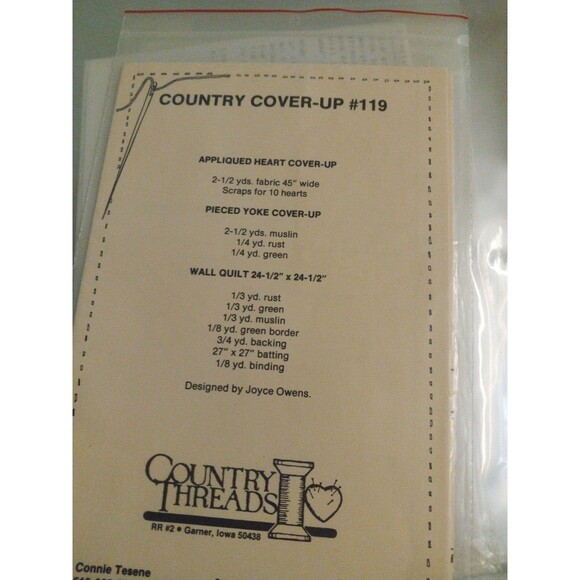 COUNTRY COVER-UP #119
APPLIQUED HEART COVER-UP
2-1/2 yds. fabric 45" wide
Scraps for 10 hearts
PIECED YOKE COVER-UP
2-1/2 yds. muslin
1/4 yd. rust
1/4 yd. green
WALL QUILT 24-1/2" x 24-1/2"
1/3 yd. rust
1/3 yd. green
1/3 yd. muslin
1/8 yd. green border
3/4 yd. backing
27" x 27" batting
1/8 yd. binding
Designed by Joyce Owens.
COUNTRY
THREADS
RR #2 • Garner, Iowa 50438
Connie Tesene